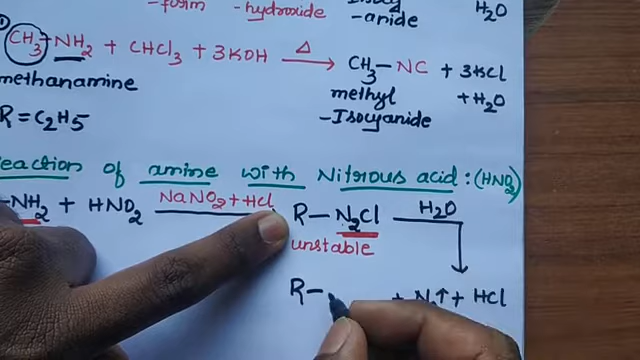 -form -hydroxide
-anide H2O
CH3-NH2 + CHCl3 + 3KOH Δ→ CH3-NC + 3KCl
methanamine methyl + H2O
R=C2H5 -Isocyanide
eaction of amine with Nitrous acid:(HNO2)
-NH2 + HNO2 NaNO2+HCl R-N2Cl H2O
unstable
R- + N2↑ + HCl